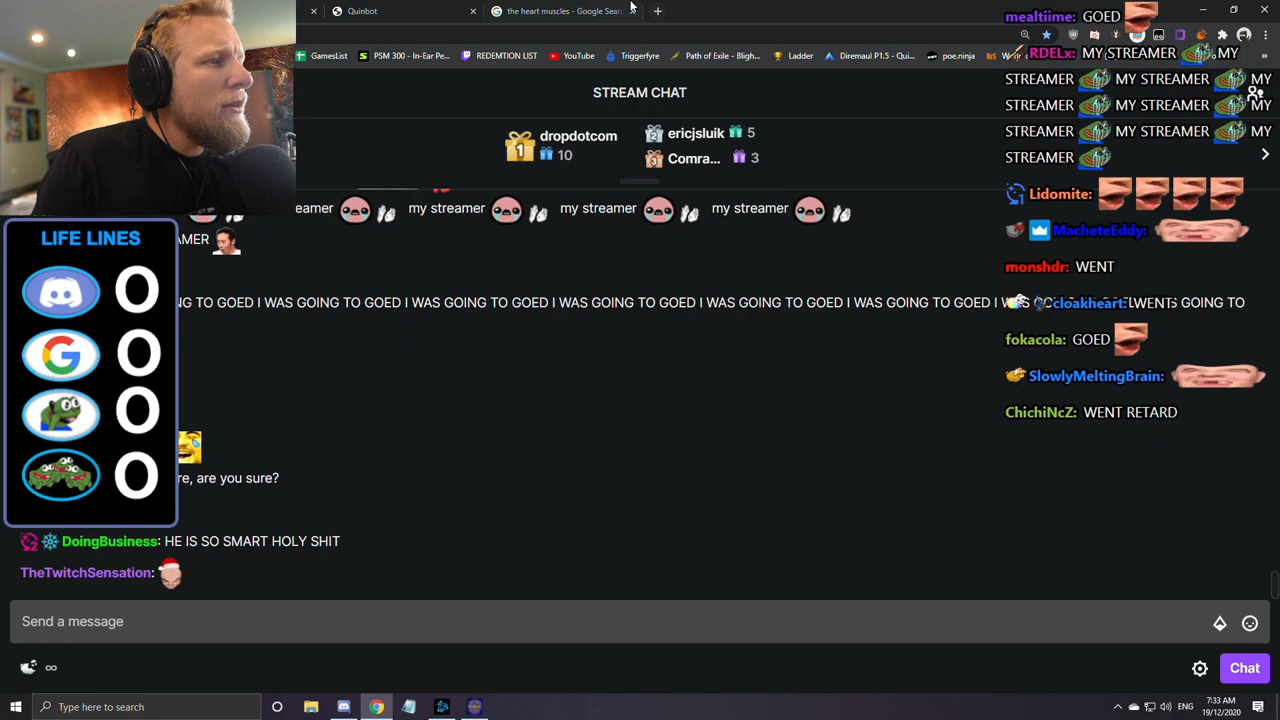 Quinbot
the heart muscles - Google Sear
GamesList
PSM 300 - In-Ear Pe...
REDEMTION LIST
YouTube
Triggerfyre
Path of Exile - Bligh...
Ladder
Diremaul P1.5 - Qui...
poe.ninja
STREAM CHAT
1 dropdotcom
10
2 ericjsluik 5
3 Comra... 3
eamer my streamer my streamer my streamer
AMER
NG TO GOED I WAS GOING TO GOED I WAS GOING TO GOED I WAS GOING TO GOED I WAS GOING TO GOED I WAS GOING TO
re, are you sure?
DoingBusiness: HE IS SO SMART HOLY SHIT
TheTwitchSensation:
Send a message
∞
Chat
LIFE LINES
0
0
0
0
mealtiime: GOED
RDELx: MY STREAMER MY
STREAMER MY STREAMER MY
STREAMER MY STREAMER MY
STREAMER MY STREAMER MY
STREAMER
Lidomite:
MacheteEddy:
monshdr: WENT
cloakheart: WENT
fokacola: GOED
SlowlyMeltingBrain:
ChichiNcZ: WENT RETARD
Type here to search
ENG
7:33 AM
19/12/2020